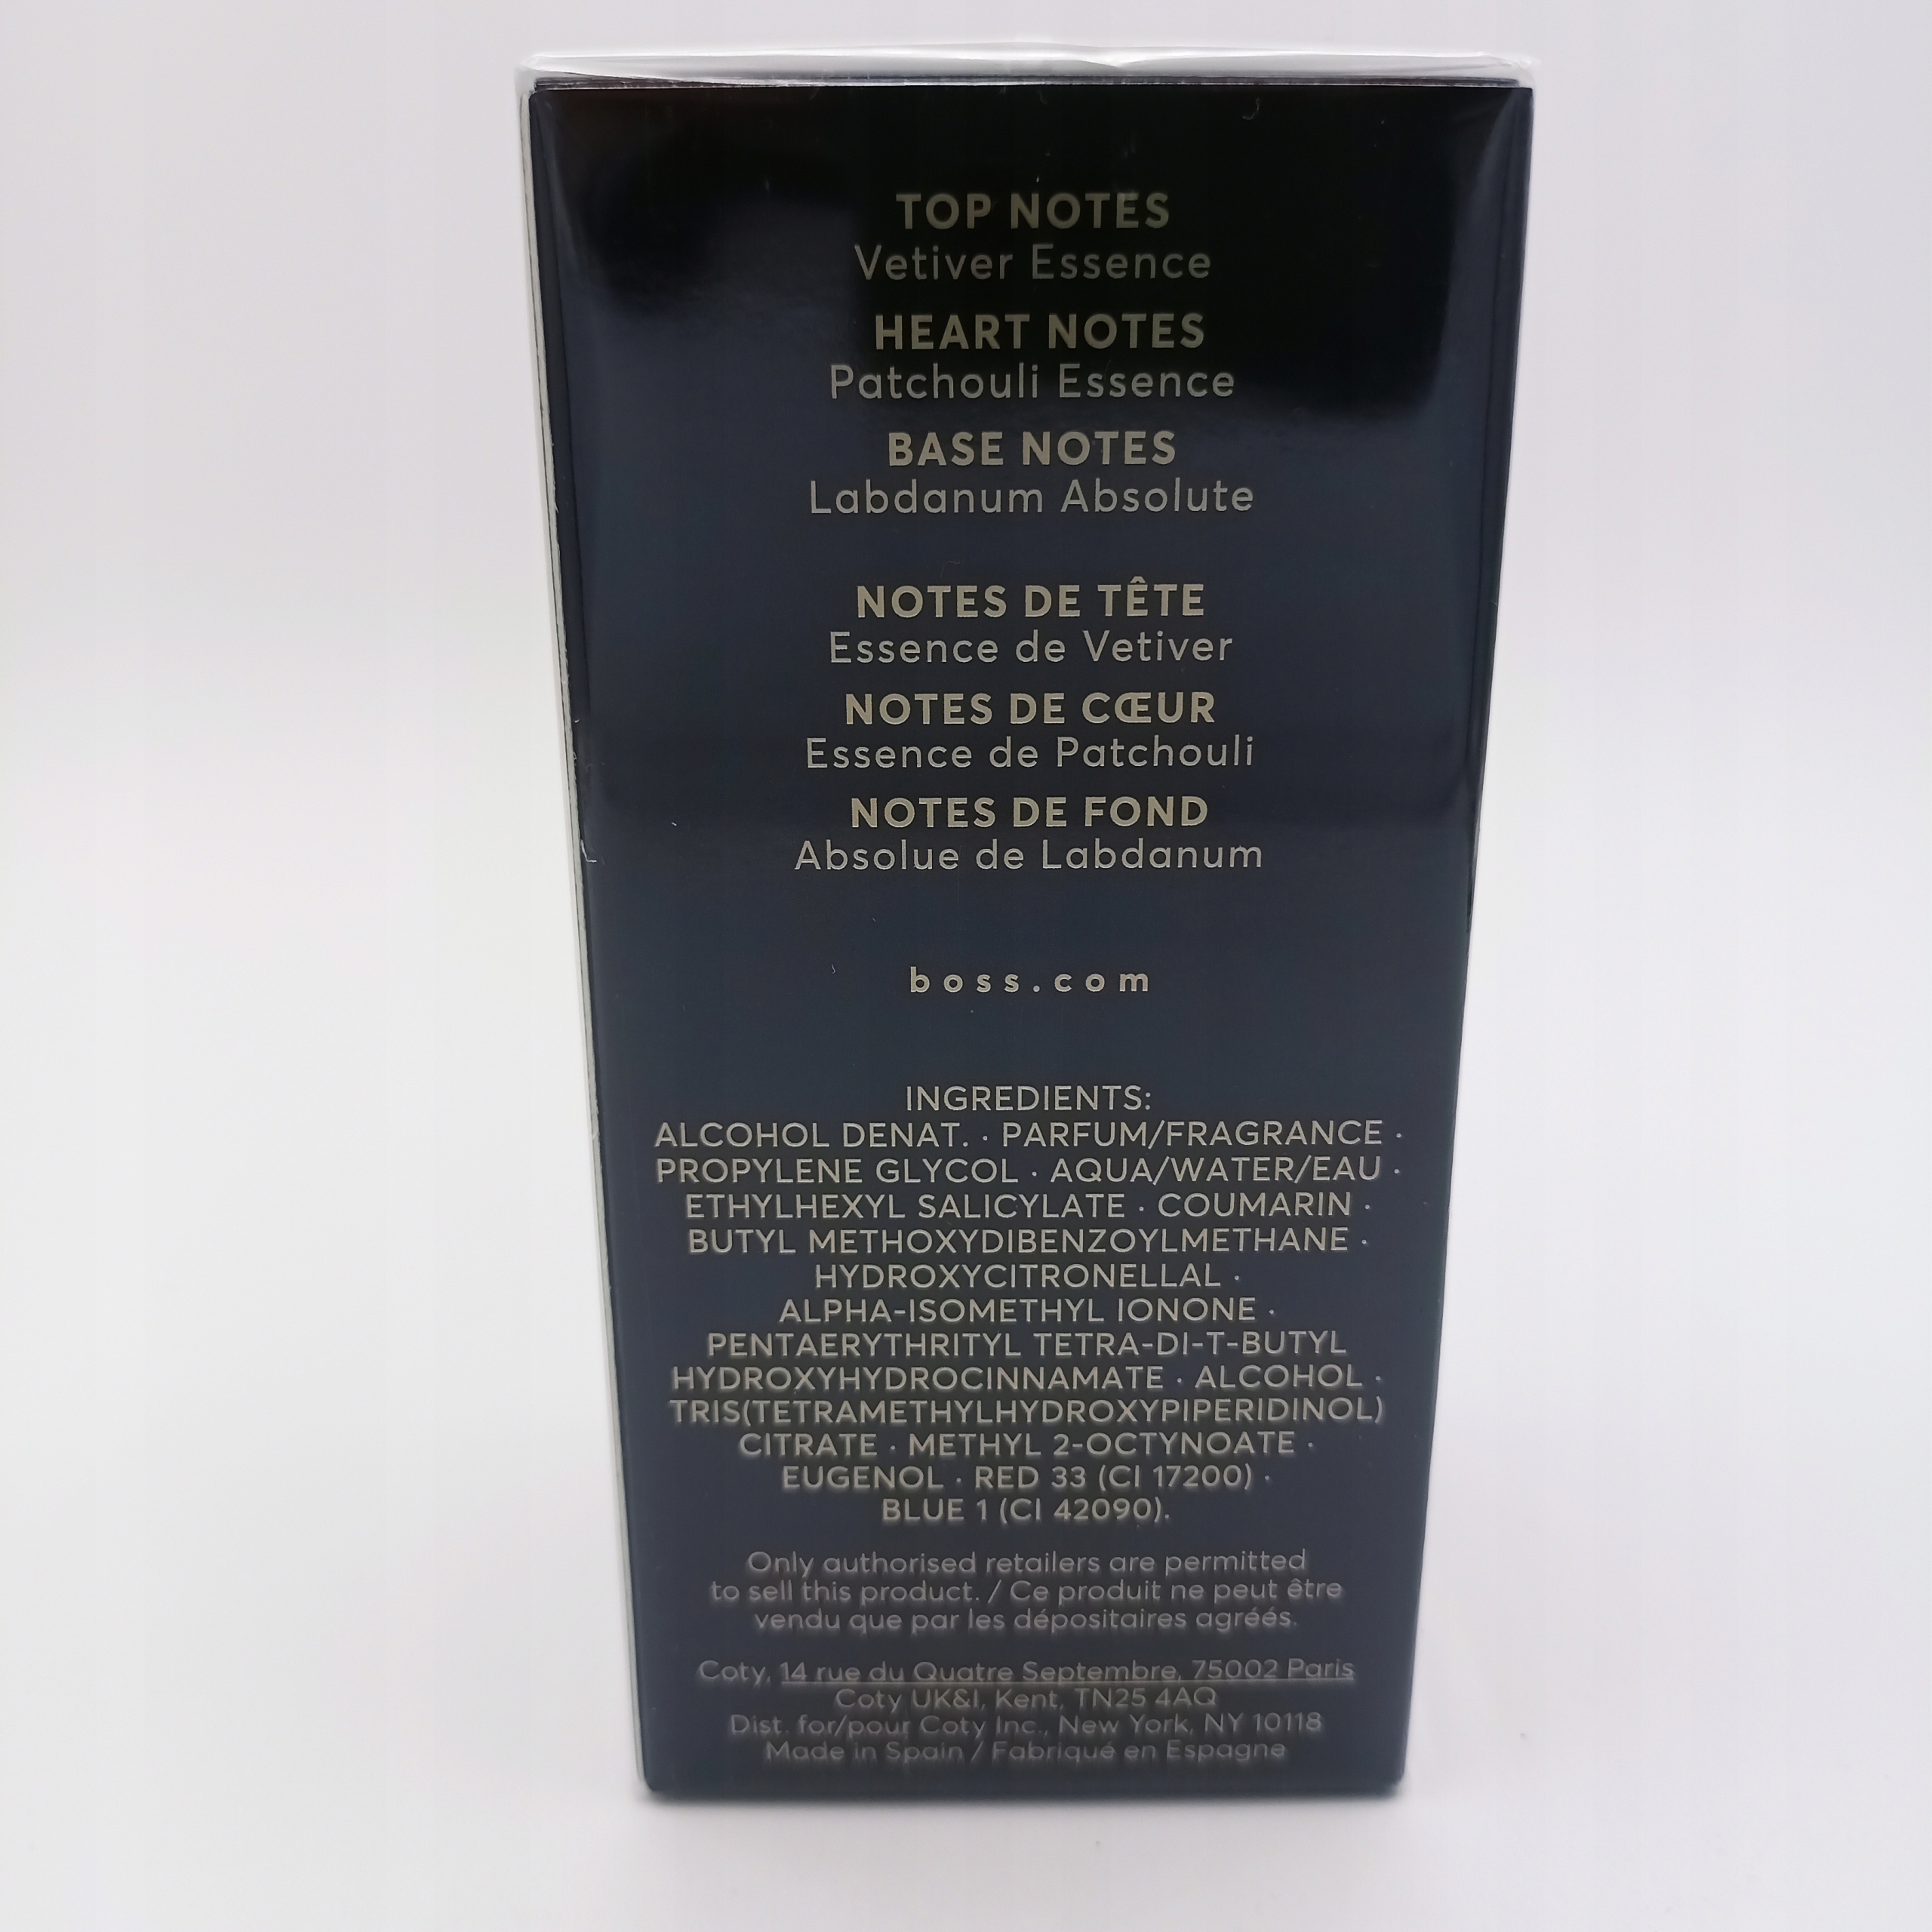 TOP NOTES
Vetiver Essence
HEART NOTES
Patchouli Essence
BASE NOTES
Labdanum Absolute
NOTES DE TÊTE
Essence de Vetiver
NOTES DE CŒUR
Essence de Patchouli
NOTES DE FOND
Absolue de Labdanum
boss.com
INGREDIENTS:
ALCOHOL DENAT. · PARFUM/FRAGRANCE ·
PROPYLENE GLYCOL · AQUA/WATER/EAU ·
ETHYLHEXYL SALICYLATE · COUMARIN ·
BUTYL METHOXYDIBENZOYLMETHANE ·
HYDROXYCITRONELLAL ·
ALPHA-ISOMETHYL IONONE ·
PENTAERYTHRITYL TETRA-DI-T-BUTYL
HYDROXYHYDROCINNAMATE · ALCOHOL ·
TRIS(TETRAMETHYLHYDROXYPIPERIDINOL)
CITRATE · METHYL 2-OCTYNOATE ·
EUGENOL · RED 33 (CI 17200) ·
BLUE 1 (CI 42090).
Only authorised retailers are permitted
to sell this product. / Ce produit ne peut être
vendu que par les dépositaires agréés.
Coty, 14 rue du Quatre Septembre, 75002 Paris
Coty UK&I, Kent, TN25 4AQ
Dist. for/pour Coty Inc., New York, NY 10118
Made in Spain / Fabriqué en Espagne